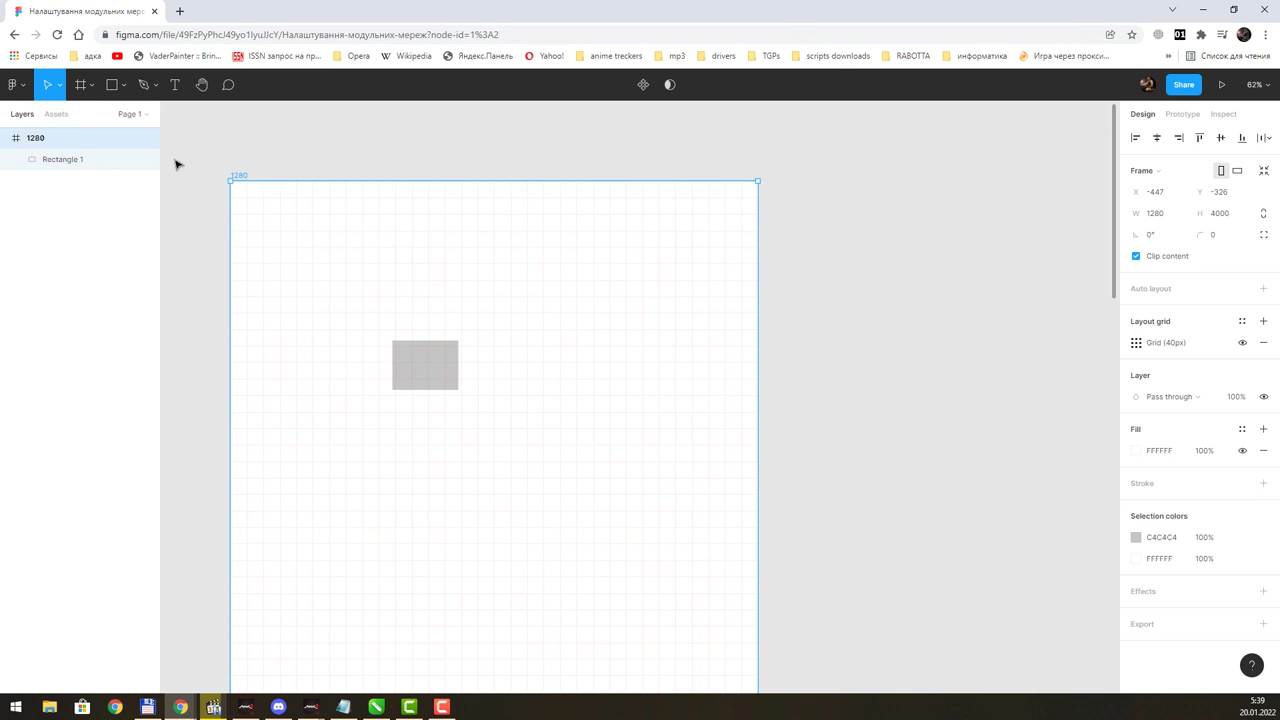 Налаштування модульних мереж
figma.com/file/49FzPyPhcJ49yo1IyuJJcY/Налаштування-модульних-мереж?node-id=1%3A2
Сервисы
адка
VaderPainter :: Brin...
ISSN запрос на пр...
Opera
Wikipedia
Яндекс.Панель
Yahoo!
anime treckers
mp3
drivers
TGPs
scripts downloads
RABOTTA
информатика
Игра через прокси...
»
Список для чтения
Share
62%
Layers
Assets
Page 1
Design
Prototype
Inspect
1280
Rectangle 1
1280
Frame
X -447
Y -326
W 1280
H 4000
0°
0
Clip content
Auto layout
Layout grid
Grid (40px)
Layer
Pass through
100%
Fill
FFFFFF
100%
Stroke
Selection colors
C4C4C4
100%
FFFFFF
100%
Effects
Export
?
5:39
20.01.2022